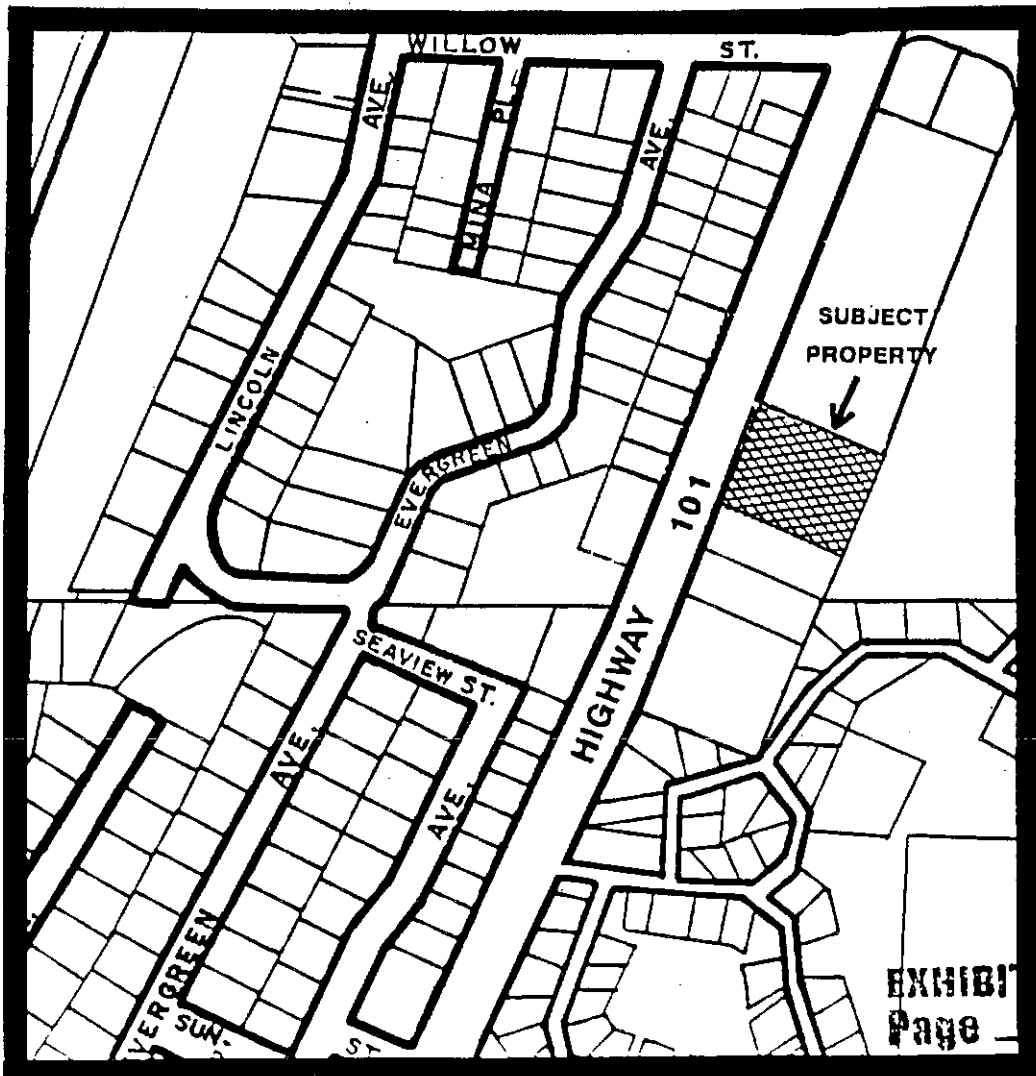 WILLOW ST.
AVE.
MINA PL.
AVE.
SUBJECT
PROPERTY
LINCOLN
EVERGREEN
HIGHWAY 101
SEAVIEW ST.
AVE.
AVE.
EVERGREEN
SUN-
ST
EXHIBIT
Page